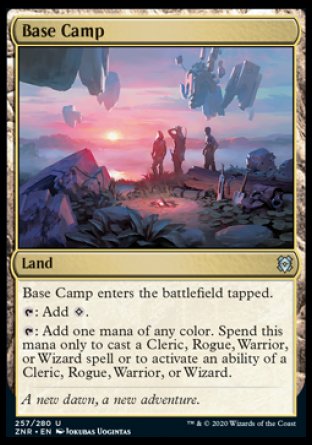 Base Camp
Land
Base Camp enters the battlefield tapped.
: Add .
: Add one mana of any color. Spend
this mana only to cast a Cleric, Rogue, Warrior,
or Wizard spell or to activate an ability of a
Cleric, Rogue, Warrior, or Wizard.
A new dawn, a new adventure.
257/280 U
ZNR • EN JOKUBAS UOGINTAS
™ & © 2020 Wizards of the Coast